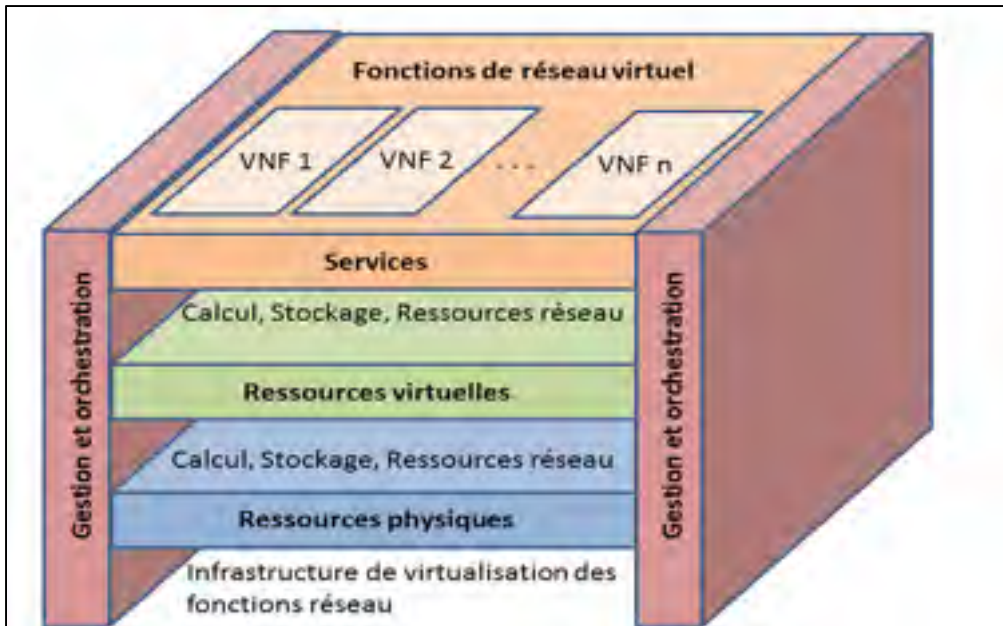 Fonctions de réseau virtuel
VNF 1
VNF 2
. . .
VNF n
Services
Calcul, Stockage, Ressources réseau
Ressources virtuelles
Calcul, Stockage, Ressources réseau
Ressources physiques
Infrastructure de virtualisation des
fonctions réseau
Gestion et orchestration
Gestion et orchestration